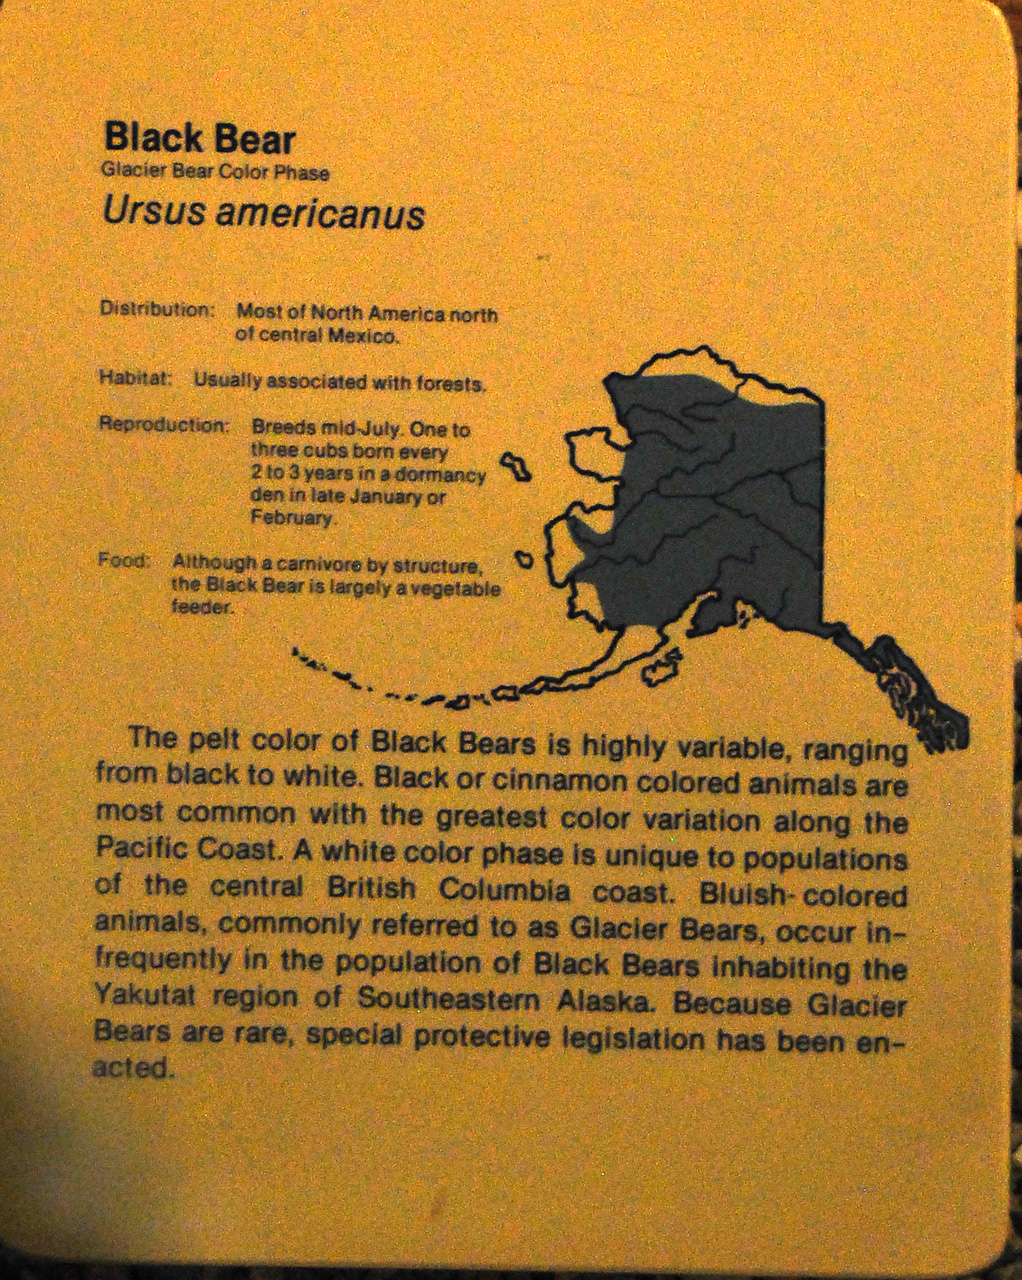 Black Bear
Glacier Bear Color Phase
Ursus americanus
Distribution: Most of North America north
of central Mexico.
Habitat: Usually associated with forests.
Reproduction: Breeds mid-July. One to
three cubs born every
2 to 3 years in a dormancy
den in late January or
February.
Food: Although a carnivore by structure,
the Black Bear is largely a vegetable
feeder.
The pelt color of Black Bears is highly variable, ranging
from black to white. Black or cinnamon colored animals are
most common with the greatest color variation along the
Pacific Coast. A white color phase is unique to populations
of the central British Columbia coast. Bluish-colored
animals, commonly referred to as Glacier Bears, occur in-
frequently in the population of Black Bears inhabiting the
Yakutat region of Southeastern Alaska. Because Glacier
Bears are rare, special protective legislation has been en-
acted.